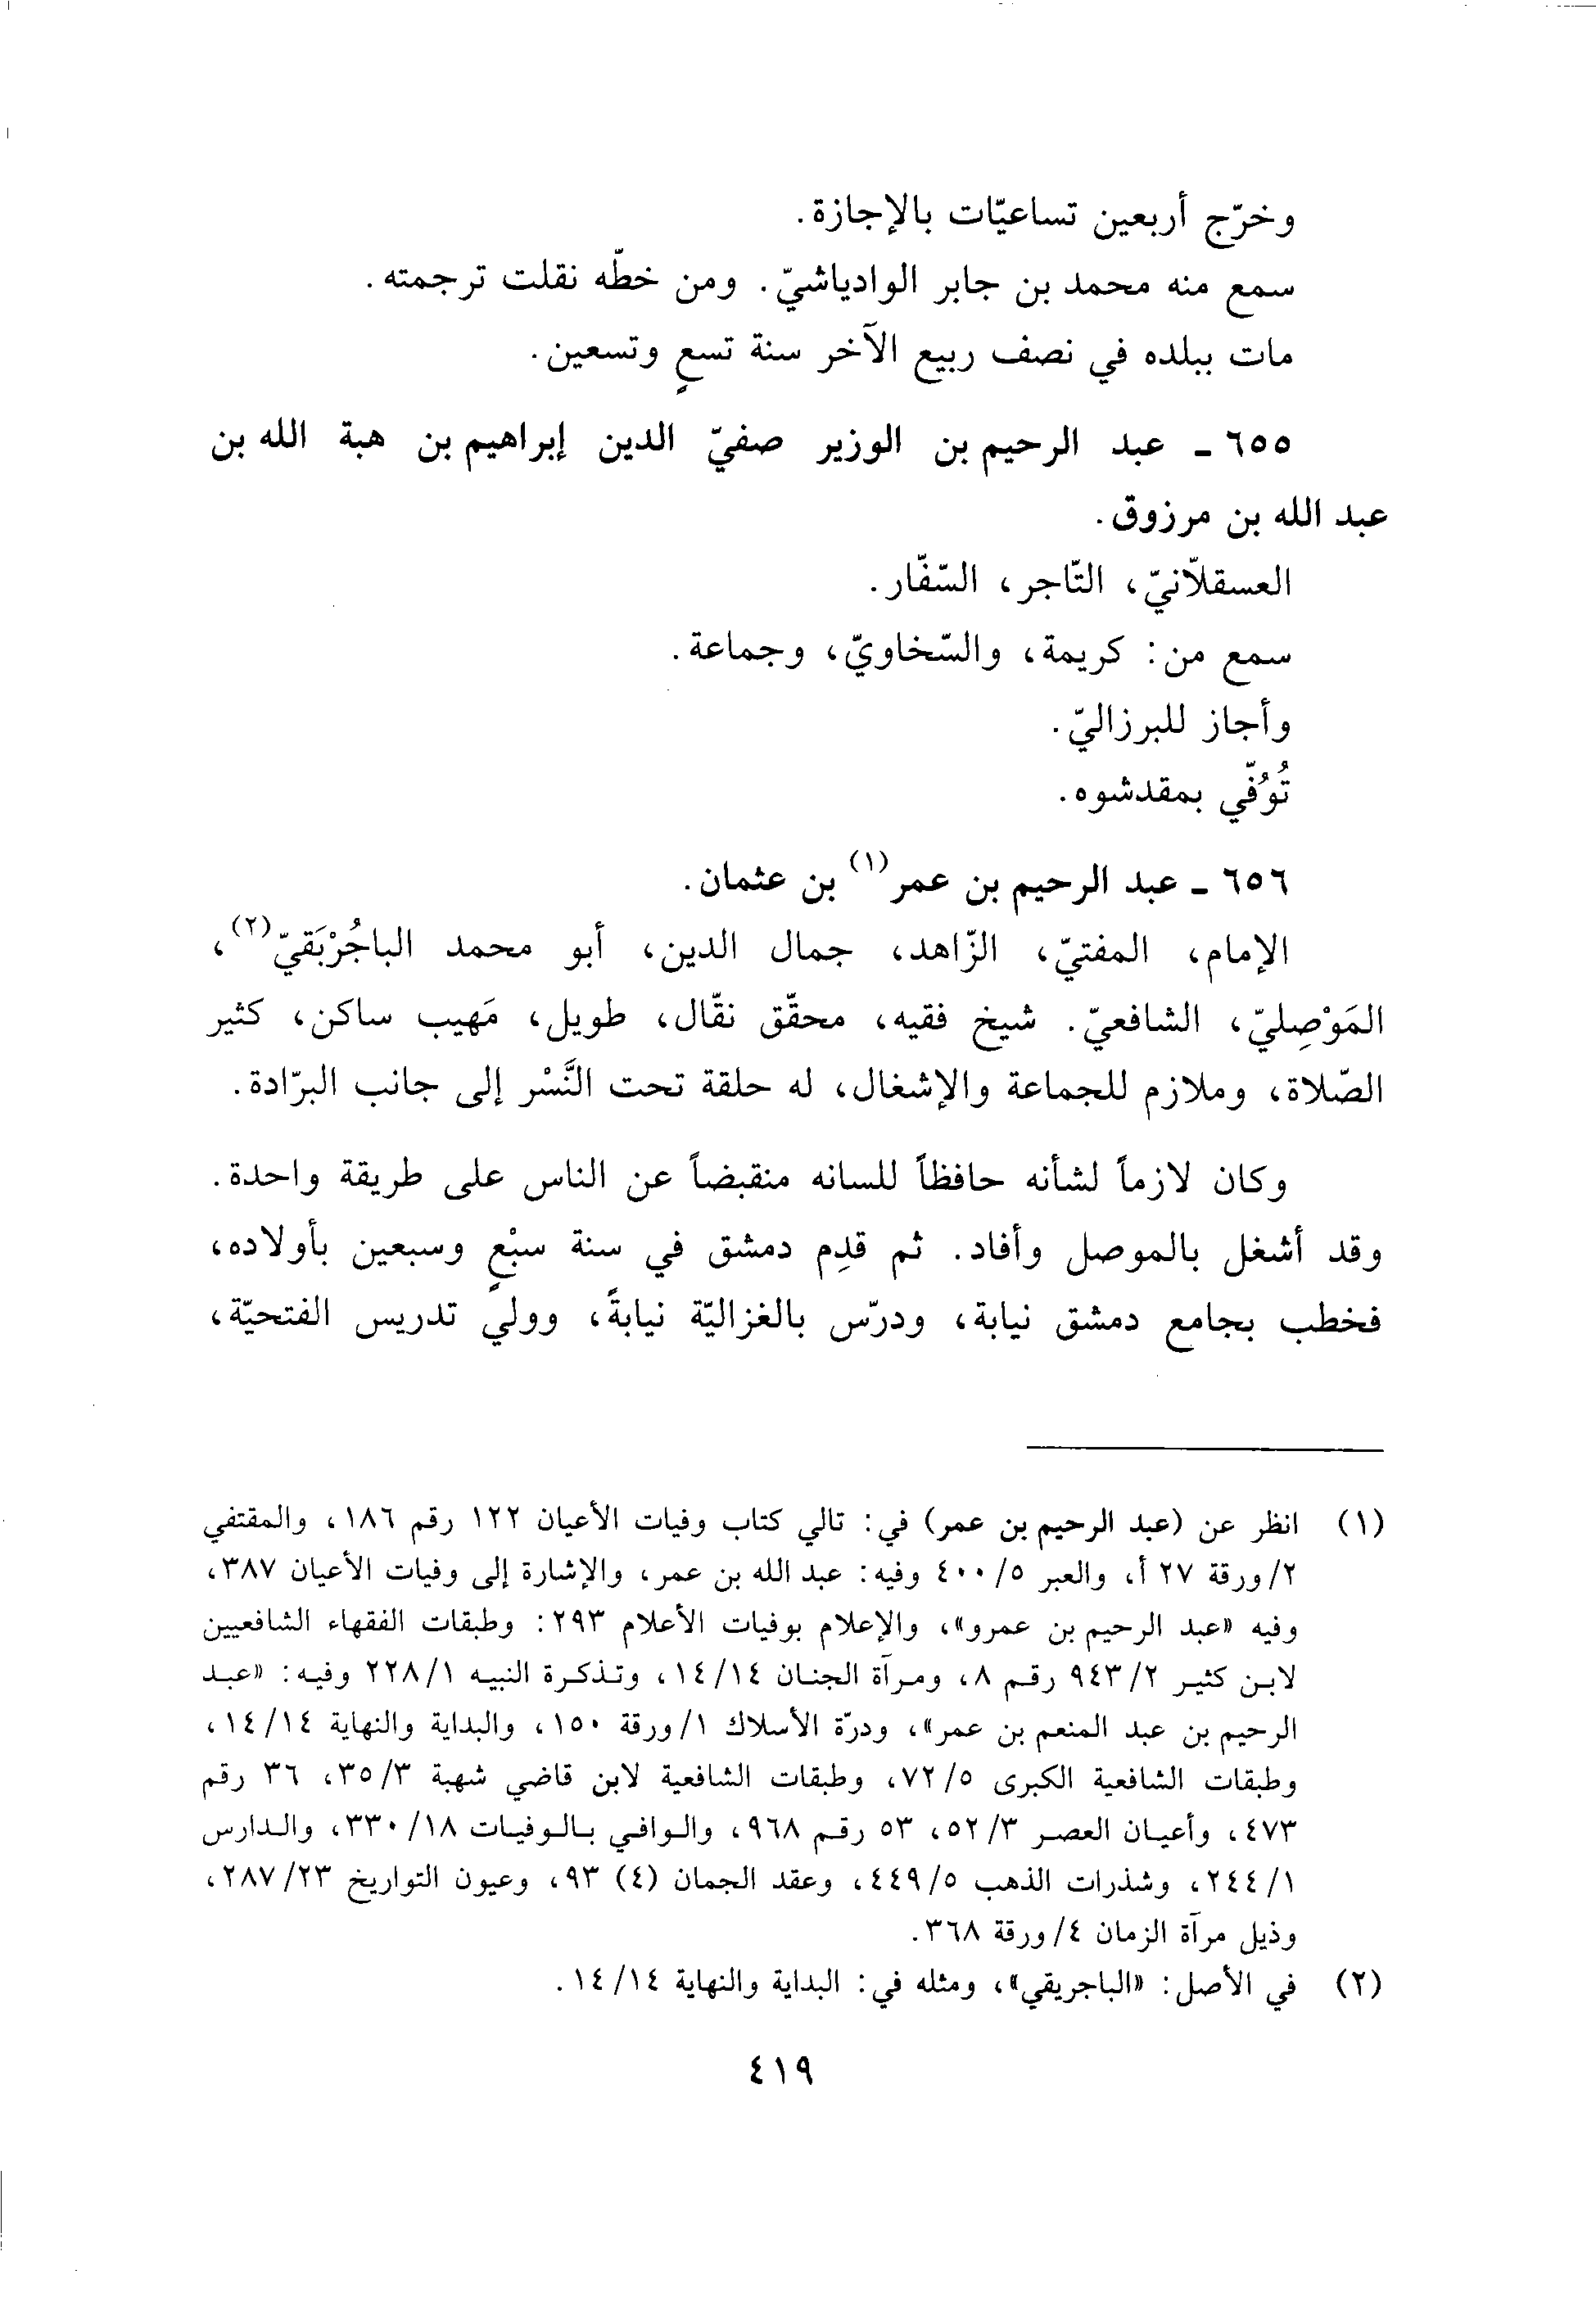 وخرّج أربعين تساعيّات بالإجازة.
سمع منه محمد بن جابر الوادياشيّ. ومن خطّه نقلت ترجمته.
مات ببلده في نصف ربيع الآخر سنة تسعٍ وتسعين.
٦٥٥ ـ عبد الرحيم بن الوزير صفيّ الدين إبراهيم بن هبة الله بن
عبد الله بن مرزوق.
العسقلاّنيّ، التّاجر، السّفّار.
سمع من: كريمة، والسّخاويّ، وجماعة.
وأجاز للبرزاليّ.
تُوُفّي بمقدشوه.
٦٥٦ ـ عبد الرحيم بن عمر(١) بن عثمان.
الإمام، المفتيّ، الزّاهد، جمال الدين، أبو محمد الباجُرْبَقيّ(٢)،
المَوْصِليّ، الشافعيّ. شيخ فقيه، محقّق نقّال، طويل، مَهيب ساكن، كثير
الصّلاة، وملازم للجماعة والإشغال، له حلقة تحت النَّسْر إلى جانب البرّادة.
وكان لازماً لشأنه حافظاً للسانه منقبضاً عن الناس على طريقة واحدة.
وقد أشغل بالموصل وأفاد. ثم قدِم دمشق في سنة سبْعٍ وسبعين بأولاده،
فخطب بجامع دمشق نيابة، ودرّس بالغزاليّة نيابةً، وولي تدريس الفتحيّة،
(١) انظر عن (عبد الرحيم بن عمر) في: تالي كتاب وفيات الأعيان ١٢٢ رقم ١٨٦، والمقتفي
٢/ورقة ٢٧ أ، والعبر ٥/ ٤٠٠ وفيه: عبد الله بن عمر، والإشارة إلى وفيات الأعيان ٣٨٧،
وفيه «عبد الرحيم بن عمرو»، والإعلام بوفيات الأعلام ٢٩٣: وطبقات الفقهاء الشافعيين
لابن كثير ٢/ ٩٤٣ رقم ٨، ومرآة الجنان ١٤/١٤، وتذكرة النبيه ٢٢٨/١ وفيه: «عبد
الرحيم بن عبد المنعم بن عمر»، ودرّة الأسلاك ١/ورقة ١٥٠، والبداية والنهاية ١٤/١٤،
وطبقات الشافعية الكبرى ٥/ ٧٢، وطبقات الشافعية لابن قاضي شهبة ٣٥/٣، ٣٦ رقم
٤٧٣، وأعيان العصر ٣/ ٥٢، ٥٣ رقم ٩٦٨، والوافي بالوفيات ١٨/ ٣٣٠، والدارس
١/ ٢٤٤، وشذرات الذهب ٥/ ٤٤٩، وعقد الجمان (٤) ٩٣، وعيون التواريخ ٢٣/ ٢٨٧،
وذيل مرآة الزمان ٤/ ورقة ٣٦٨.
(٢) في الأصل: «الباجريقي»، ومثله في: البداية والنهاية ١٤/١٤.
٤١٩